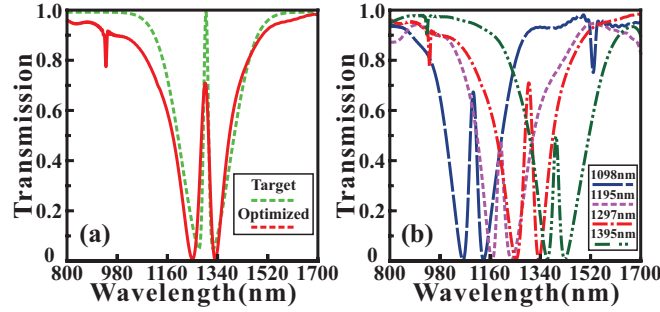 1.0
0.8
0.6
0.4
0.2
0
Transmission
Target
Optimized
(a)
800 980 1160 1340 1520 1700
Wavelength(nm)
1.0
0.8
0.6
0.4
0.2
0
Transmission
1098nm
1195nm
1297nm
1395nm
(b)
800 980 1160 1340 1520 1700
Wavelength(nm)